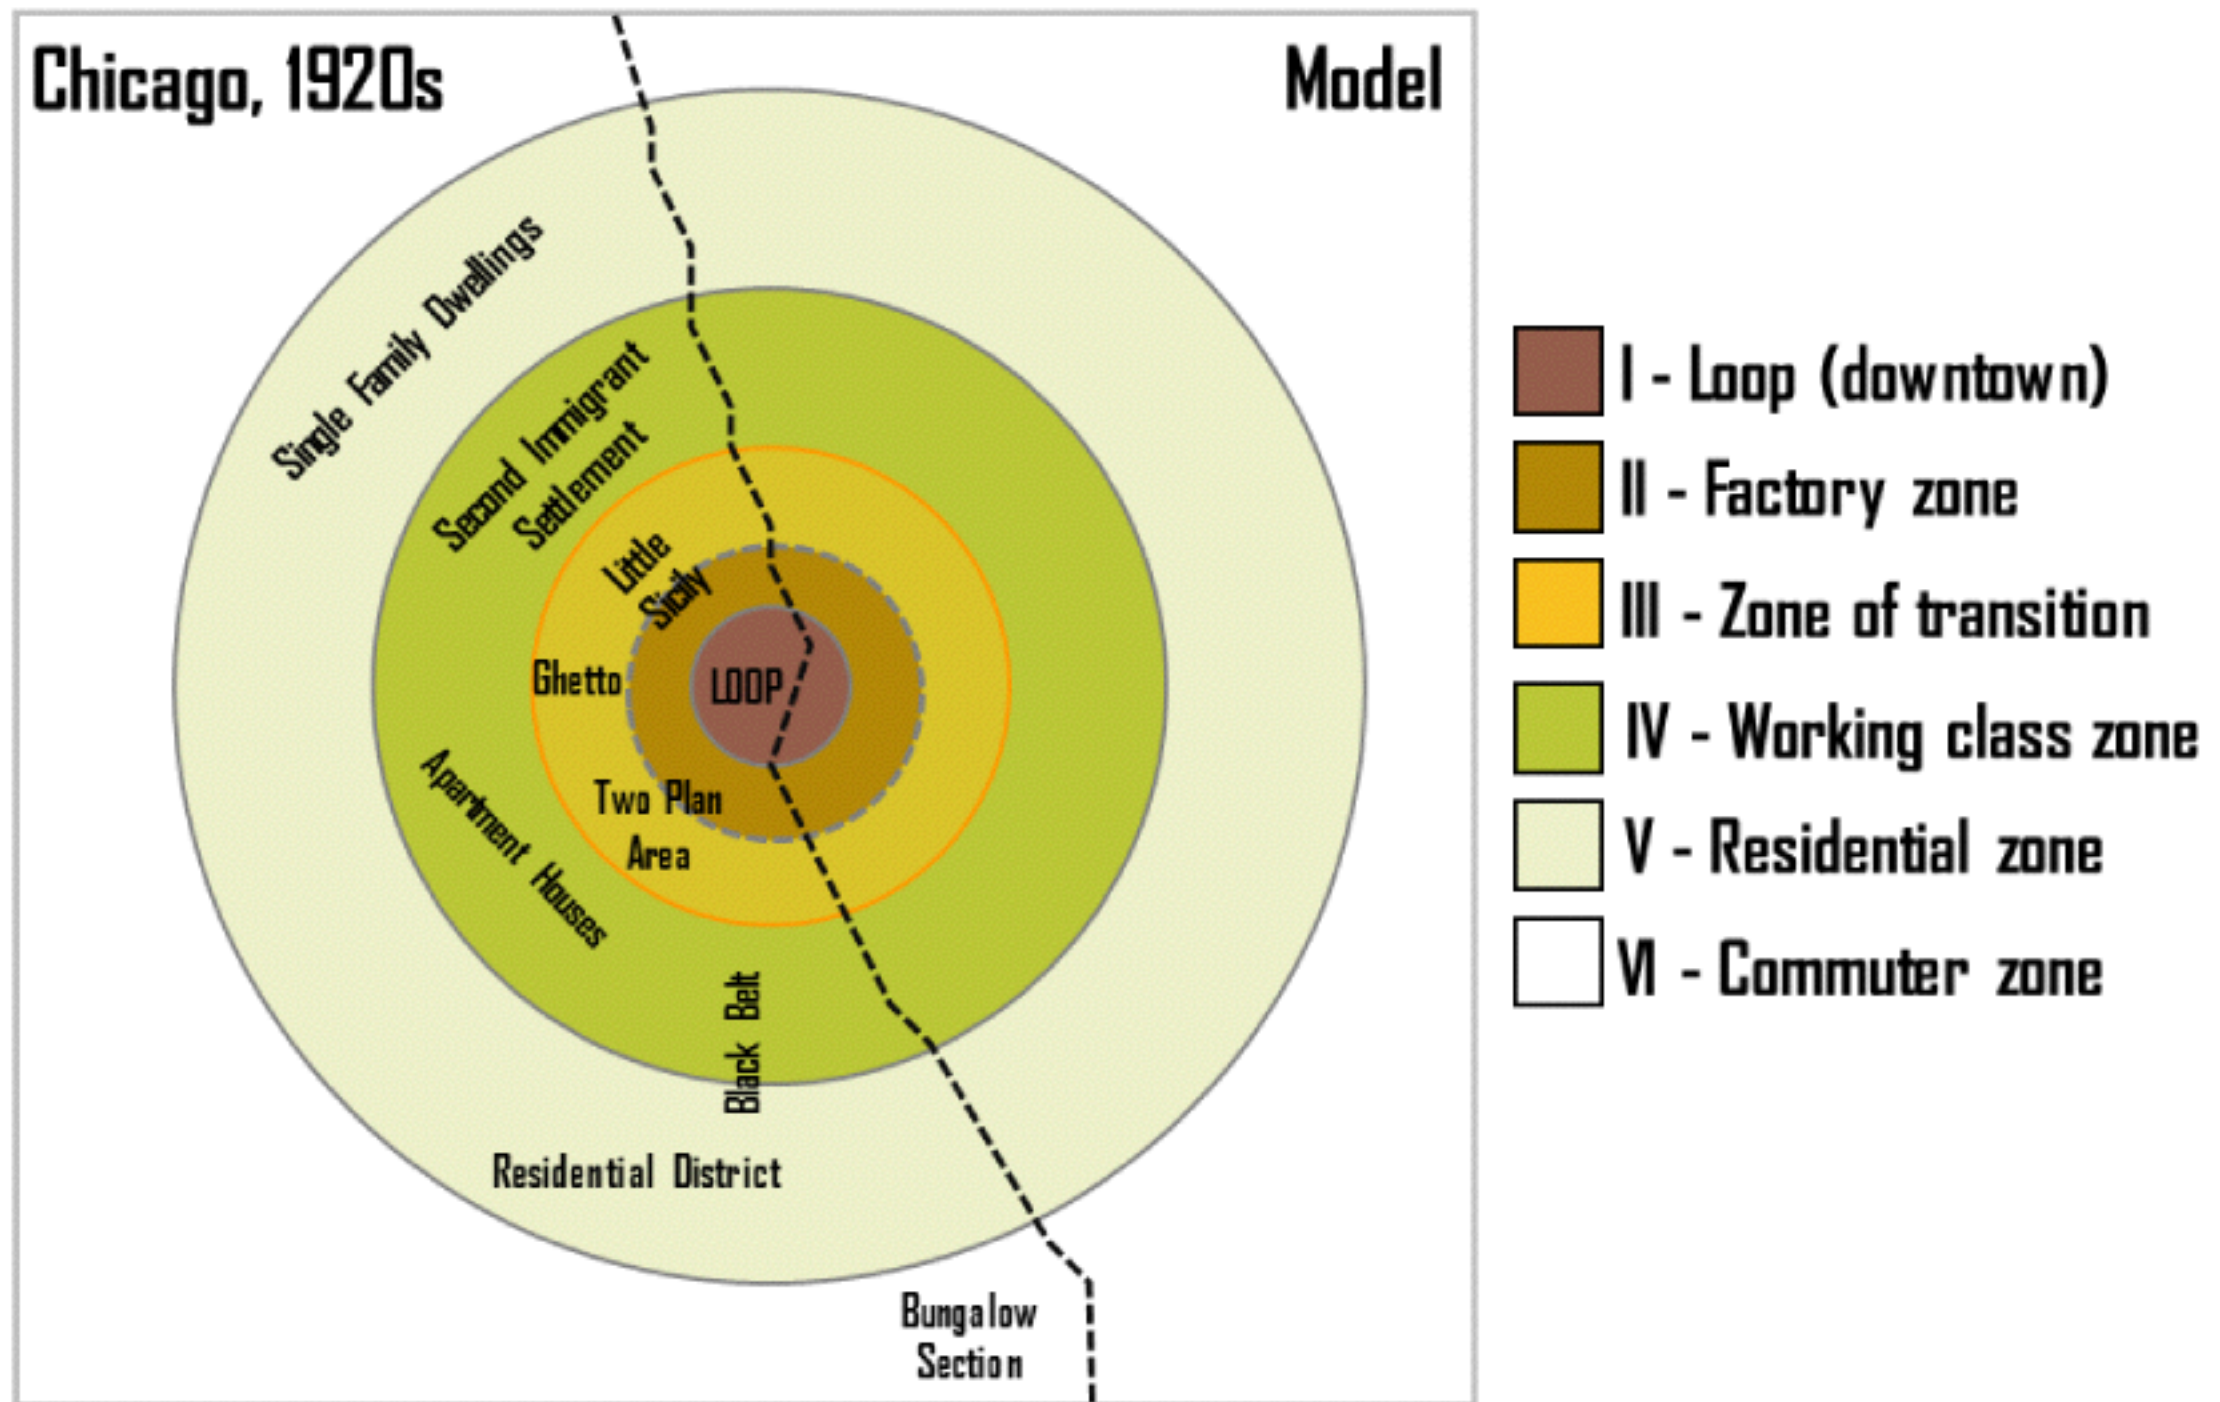 Chicago, 1920s
Model
Single Family Dwellings
Second Immigrant
Settlement
Little
Sicily
Ghetto
LOOP
Two Plan
Area
Apartment Houses
Black Belt
Residential District
Bungalow
Section
I - Loop (downtown)
II - Factory zone
III - Zone of transition
IV - Working class zone
V - Residential zone
VI - Commuter zone